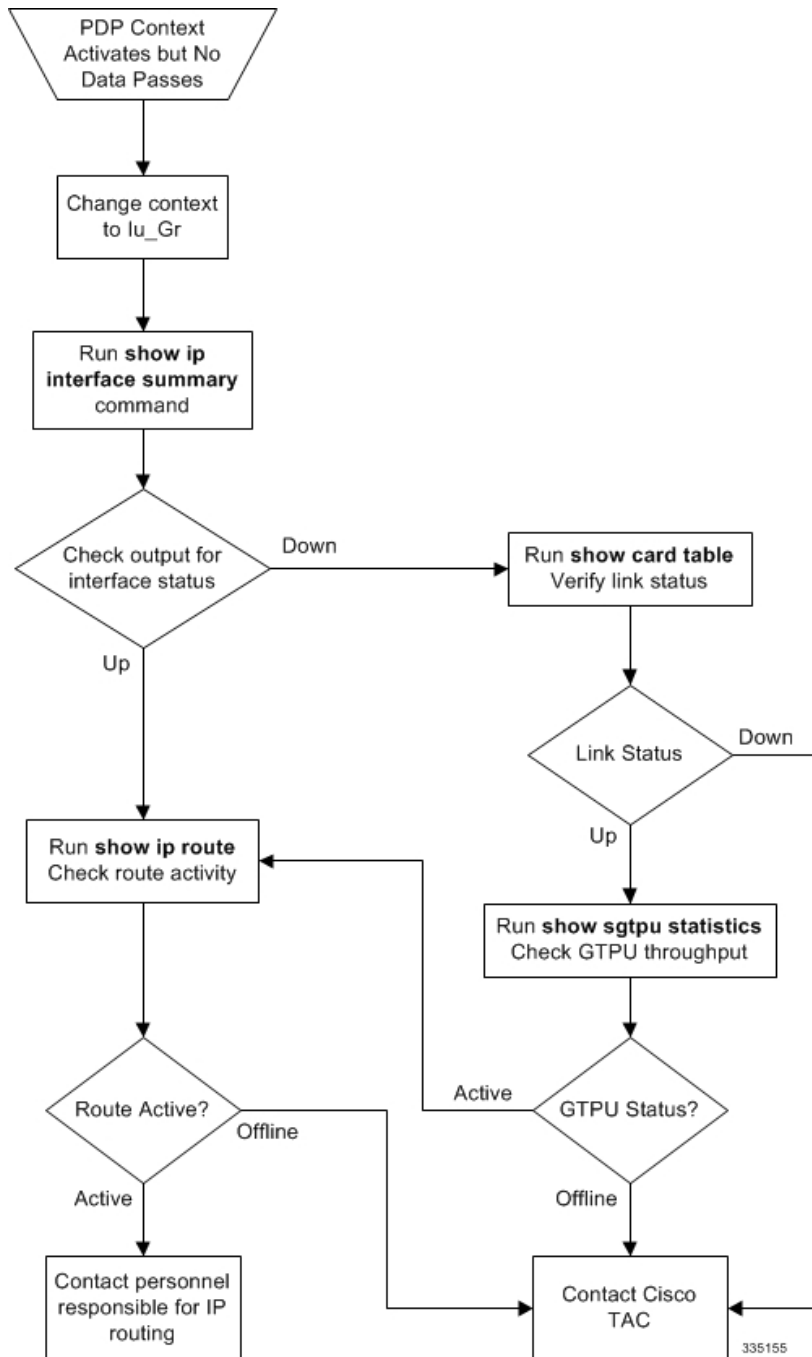 PDP Context
Activates but No
Data Passes
Change context
to Iu_Gr
Run show ip
interface summary
command
Check output for
interface status
Down
Up
Run show card table
Verify link status
Link Status
Down
Up
Run show ip route
Check route activity
Run show sgtpu statistics
Check GTPU throughput
Route Active?
Offline
Active
GTPU Status?
Active
Offline
Contact personnel
responsible for IP
routing
Contact Cisco
TAC
335155